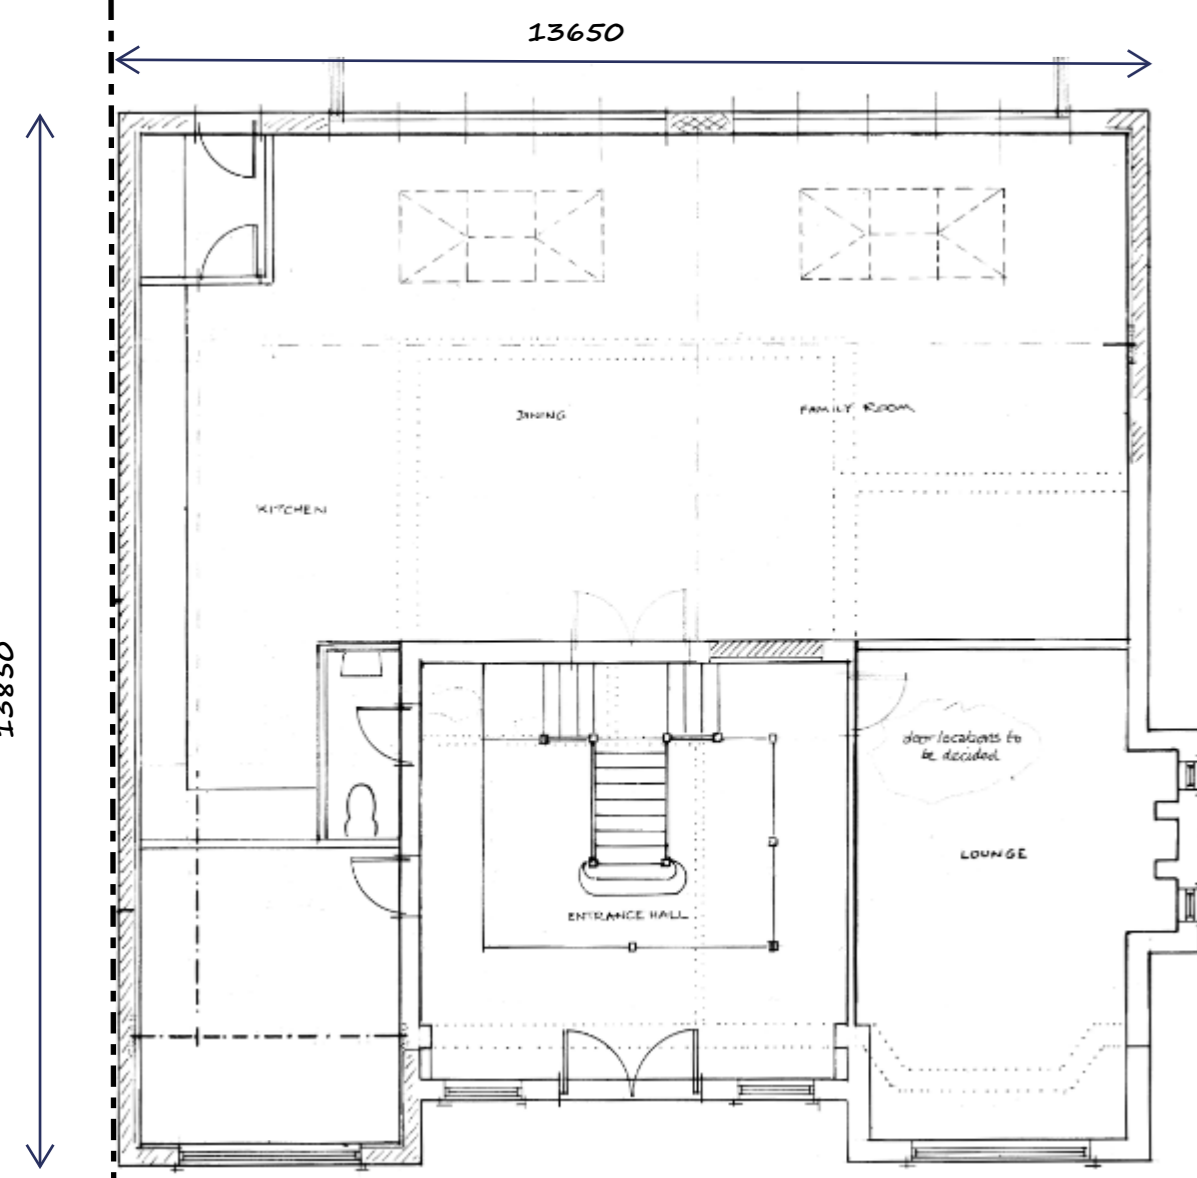 13650
DINING
FAMILY ROOM
KITCHEN
13850
door locations to
be decided
LOUNGE
ENTRANCE HALL